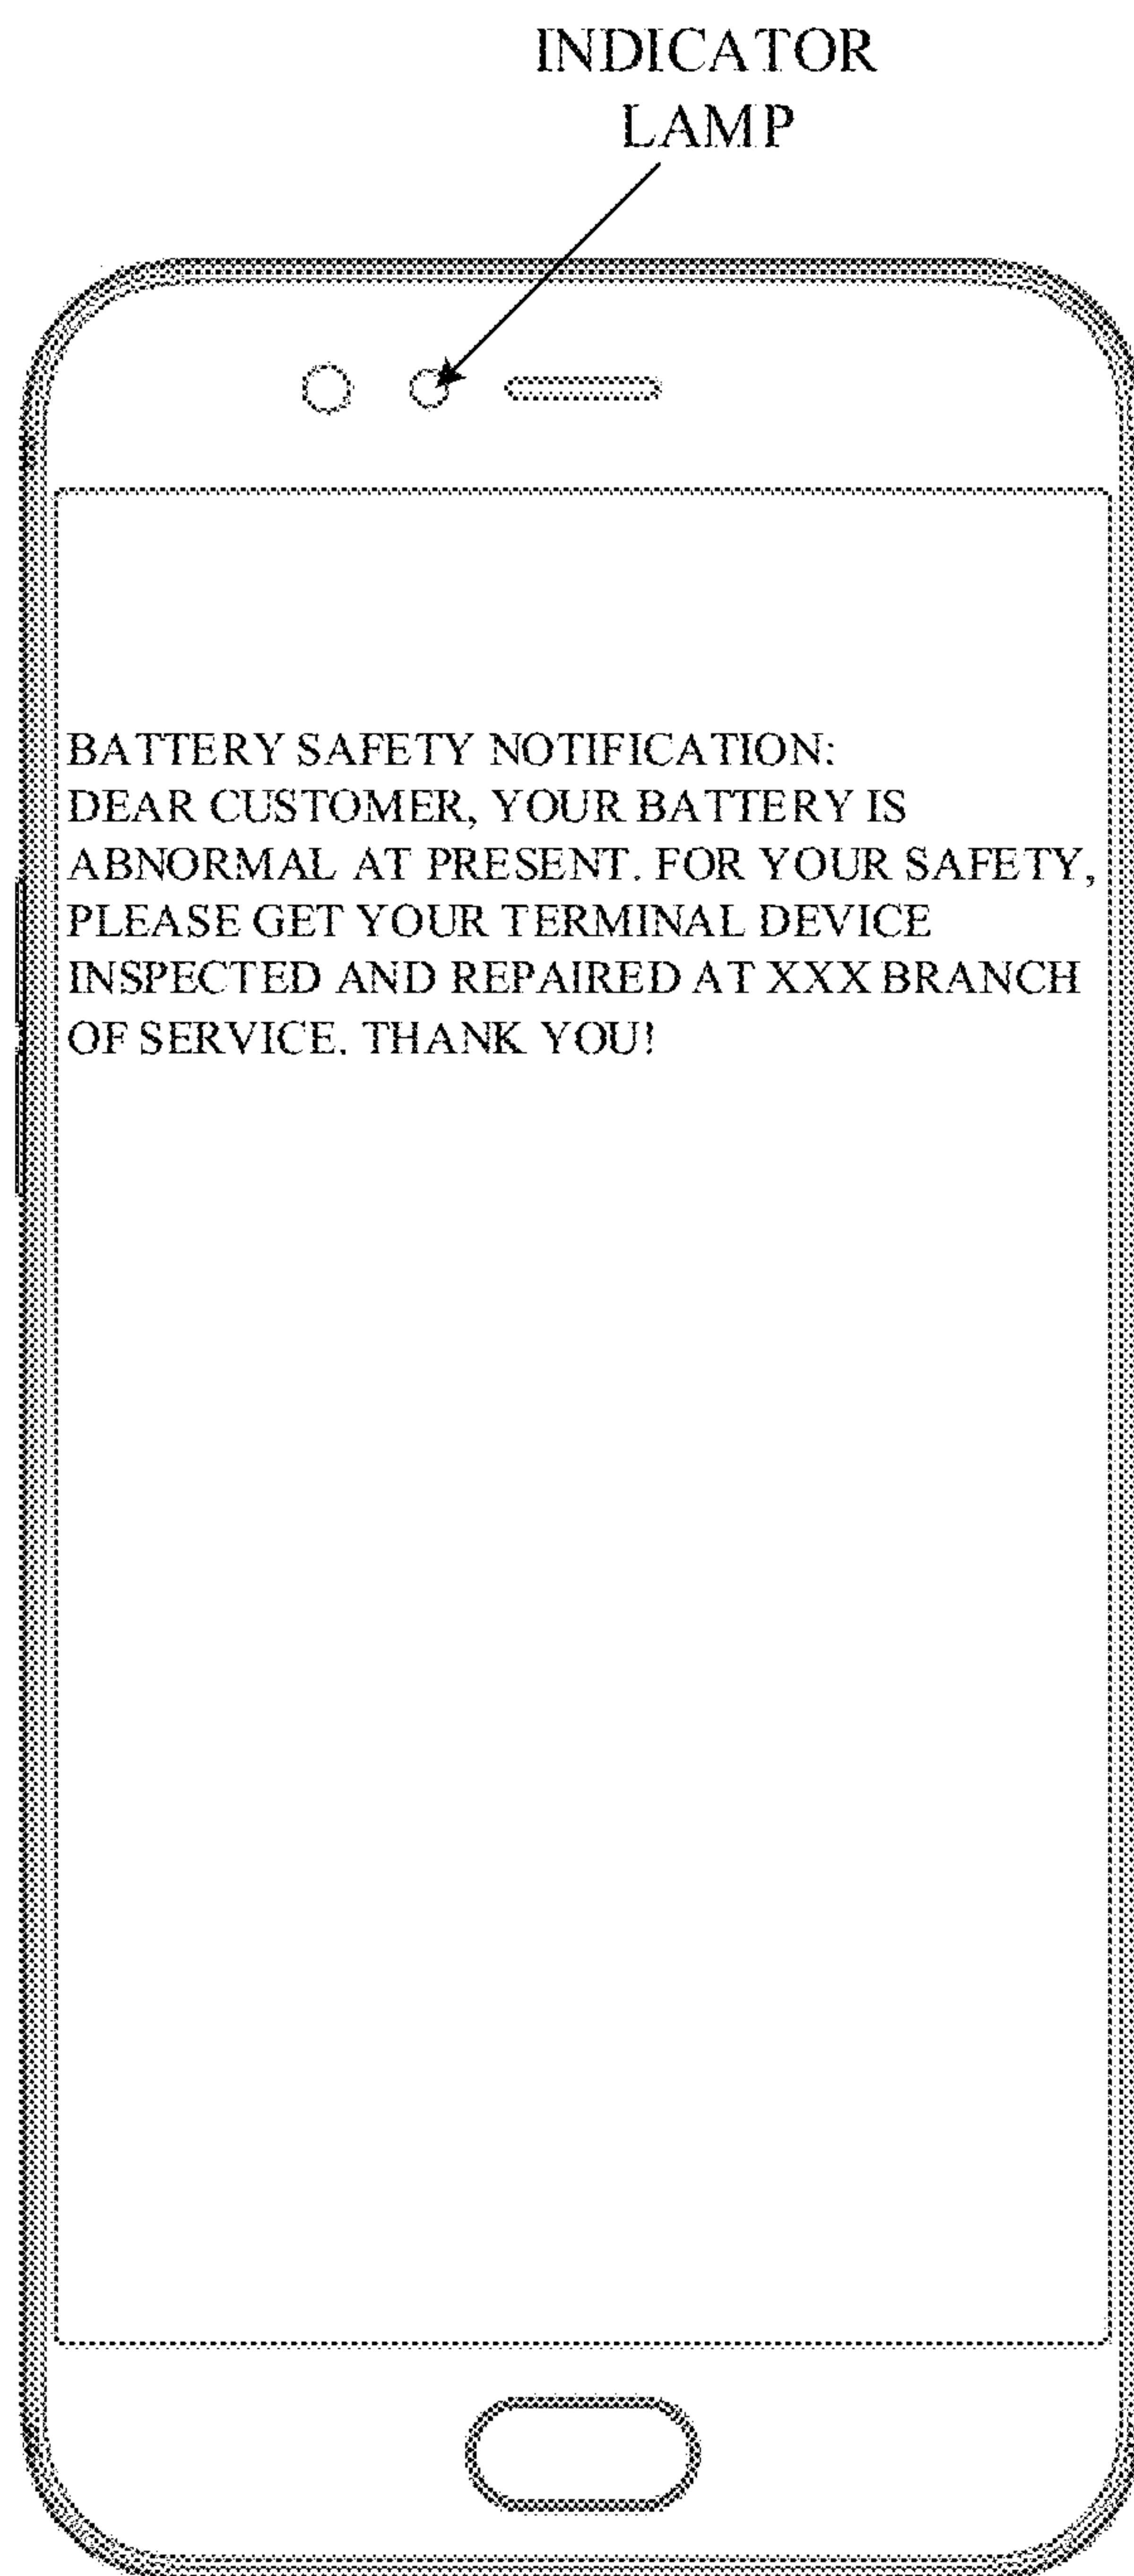 INDICATOR
LAMP
BATTERY SAFETY NOTIFICATION:
DEAR CUSTOMER, YOUR BATTERY IS
ABNORMAL AT PRESENT. FOR YOUR SAFETY,
PLEASE GET YOUR TERMINAL DEVICE
INSPECTED AND REPAIRED AT XXX BRANCH
OF SERVICE. THANK YOU!